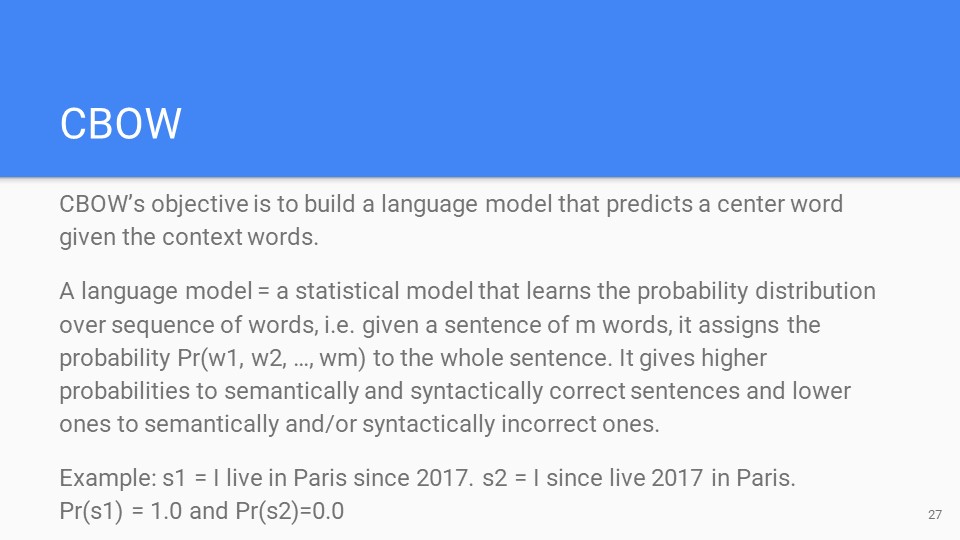 CBOW
CBOW’s objective is to build a language model that predicts a center word
given the context words.
A language model = a statistical model that learns the probability distribution
over sequence of words, i.e. given a sentence of m words, it assigns the
probability Pr(w1, w2, …, wm) to the whole sentence. It gives higher
probabilities to semantically and syntactically correct sentences and lower
ones to semantically and/or syntactically incorrect ones.
Example: s1 = I live in Paris since 2017. s2 = I since live 2017 in Paris.
Pr(s1) = 1.0 and Pr(s2)=0.0
27